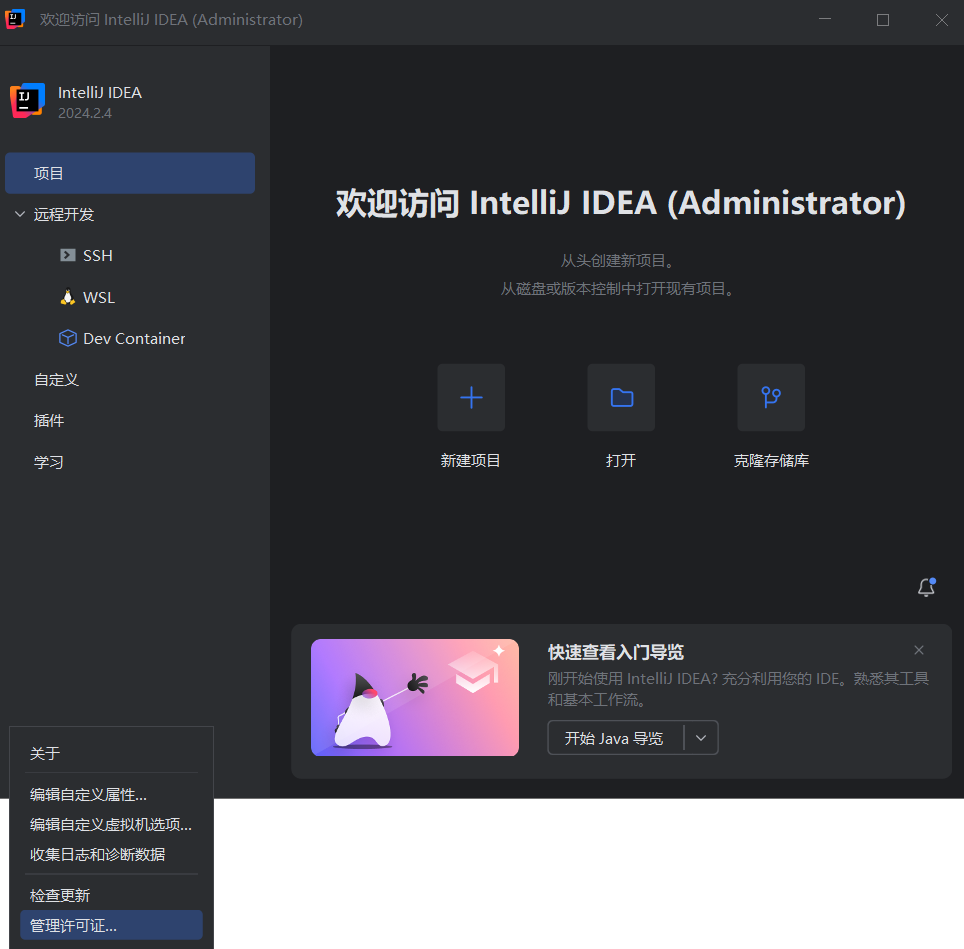 欢迎访问 IntelliJ IDEA (Administrator)
IntelliJ IDEA
2024.2.4
项目
远程开发
SSH
WSL
Dev Container
自定义
插件
学习
欢迎访问 IntelliJ IDEA (Administrator)
从头创建新项目。
从磁盘或版本控制中打开现有项目。
新建项目
打开
克隆存储库
快速查看入门导览
刚开始使用 IntelliJ IDEA? 充分利用您的 IDE。熟悉其工具
和基本工作流。
开始 Java 导览
关于
编辑自定义属性...
编辑自定义虚拟机选项...
收集日志和诊断数据
检查更新
管理许可证...